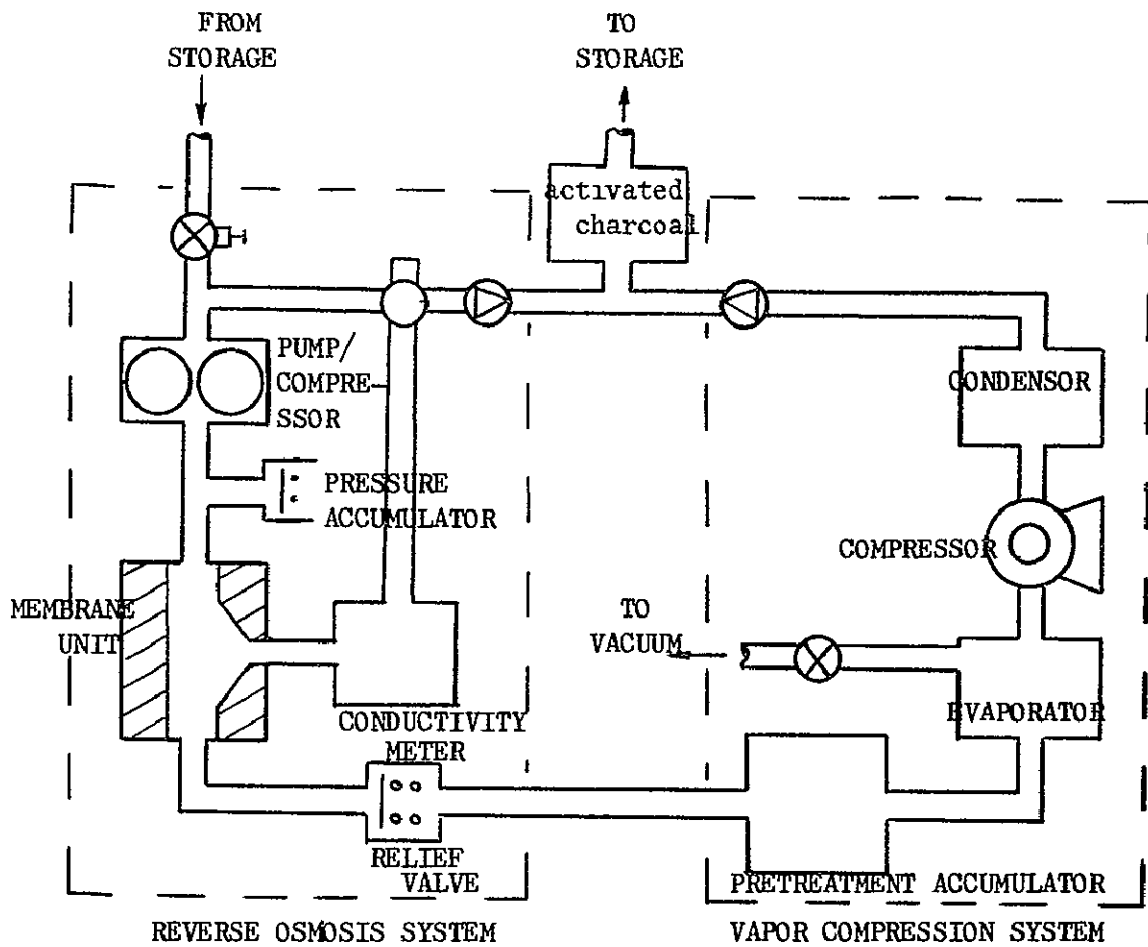 FROM
STORAGE
TO
STORAGE
activated
charcoal
PUMP/
COMPRE-
SSOR
CONDENSOR
PRESSURE
ACCUMULATOR
COMPRESSOR
MEMBRANE
UNIT
TO
VACUUM
EVAPORATOR
CONDUCTIVITY
METER
RELIEF
VALVE
PRETREATMENT ACCUMULATOR
REVERSE OSMOSIS SYSTEM
VAPOR COMPRESSION SYSTEM